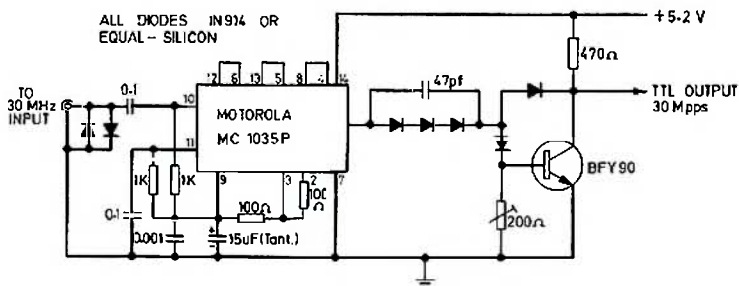 ALL DIODES IN914 OR
EQUAL - SILICON
+5·2 V
470Ω
TTL OUTPUT
30 Mpps
47pf
TO
30 MHz
INPUT
0·1
12 6 13 5 8 4 14
10
MOTOROLA
MC 1035P
11
9 3 2 7
1K 1K
100Ω
100Ω
0·1
0.001
15uF(Tant.)
200Ω
BFY90